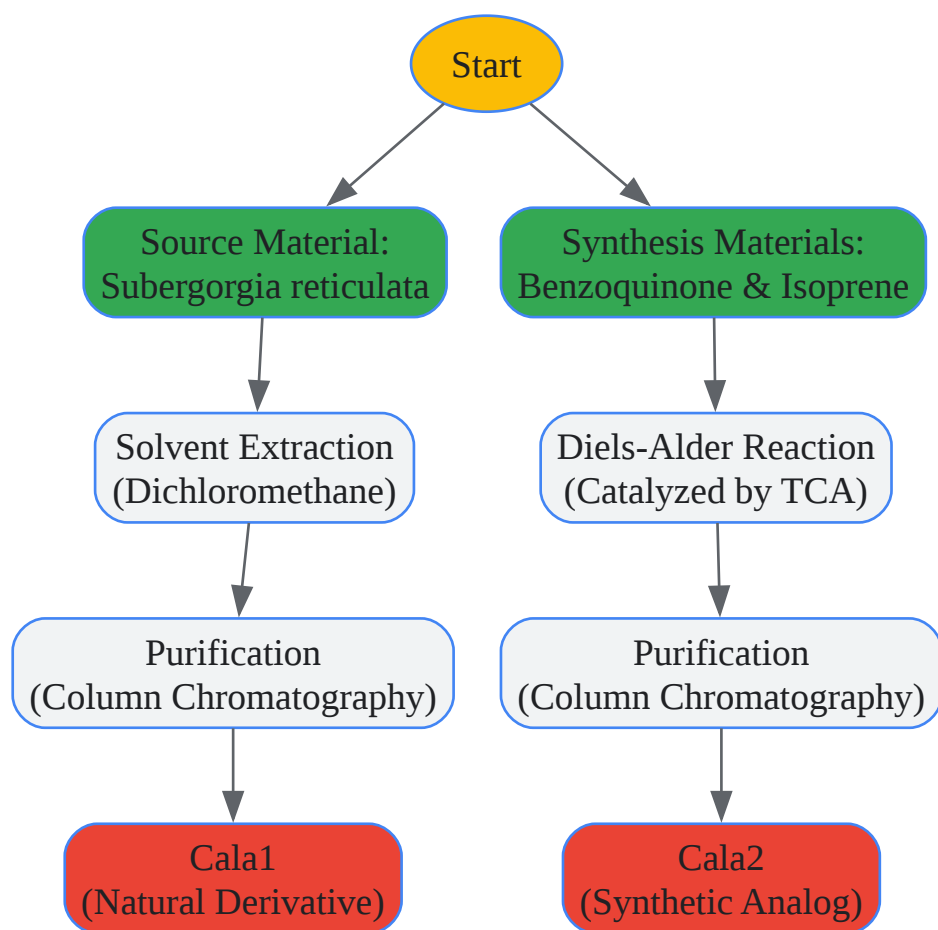 Start
Source Material:
Subergorgia reticulata
Synthesis Materials:
Benzoquinone & Isoprene
Solvent Extraction
(Dichloromethane)
Diels-Alder Reaction
(Catalyzed by TCA)
Purification
(Column Chromatography)
Purification
(Column Chromatography)
Cala1
(Natural Derivative)
Cala2
(Synthetic Analog)